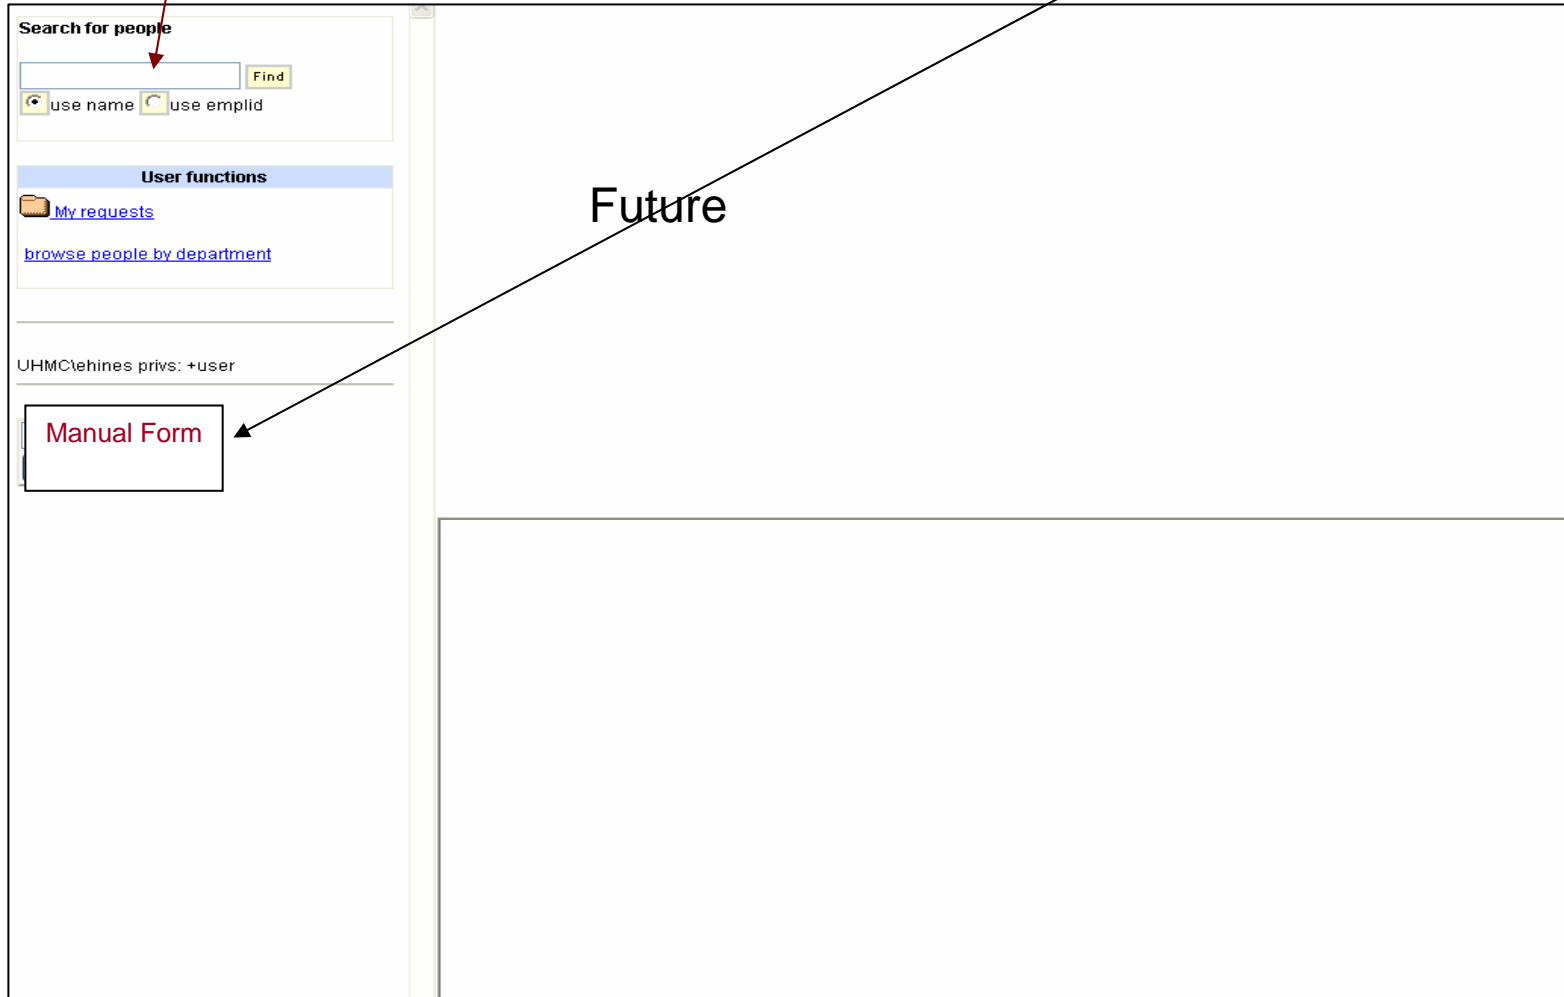 Search for people
Find
use name use emplid
User functions
My requests
browse people by department
Future
UHMC\ehines privs: +user
Manual Form